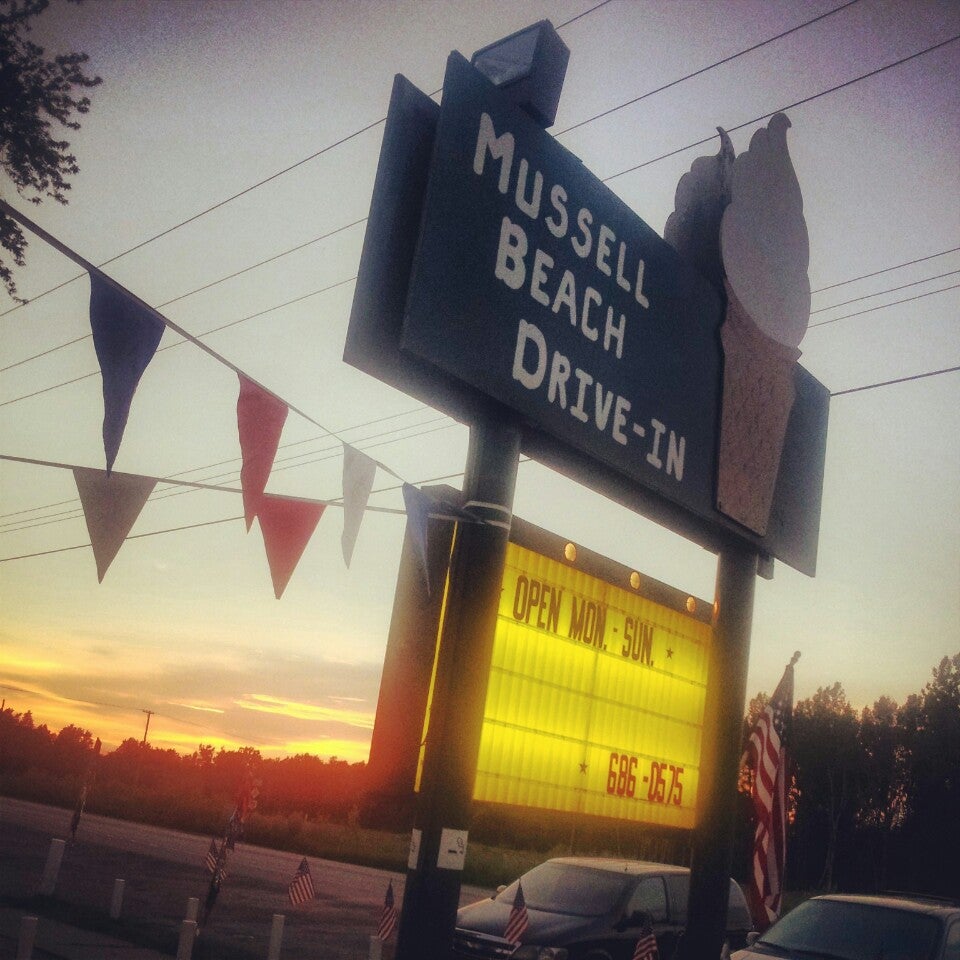 MUSSELL
BEACH
DRIVE-IN
OPEN MON.-SUN.
686-0575